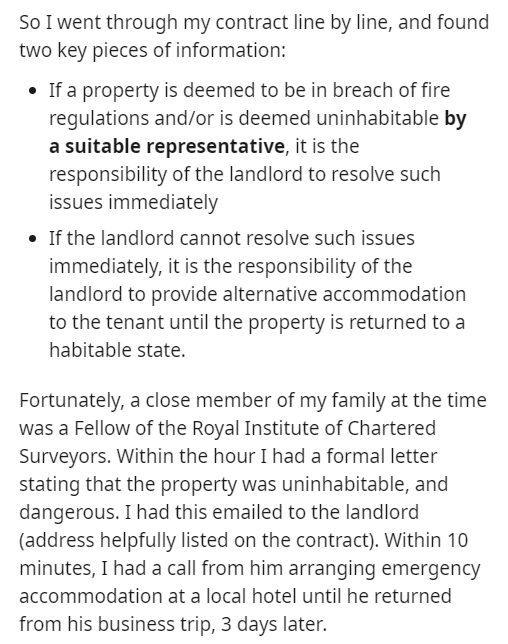 So I went through my contract line by line, and found
two key pieces of information:
• If a property is deemed to be in breach of fire
regulations and/or is deemed uninhabitable by
a suitable representative, it is the
responsibility of the landlord to resolve such
issues immediately
• If the landlord cannot resolve such issues
immediately, it is the responsibility of the
landlord to provide alternative accommodation
to the tenant until the property is returned to a
habitable state.
Fortunately, a close member of my family at the time
was a Fellow of the Royal Institute of Chartered
Surveyors. Within the hour I had a formal letter
stating that the property was uninhabitable, and
dangerous. I had this emailed to the landlord
(address helpfully listed on the contract). Within 10
minutes, I had a call from him arranging emergency
accommodation at a local hotel until he returned
from his business trip, 3 days later.